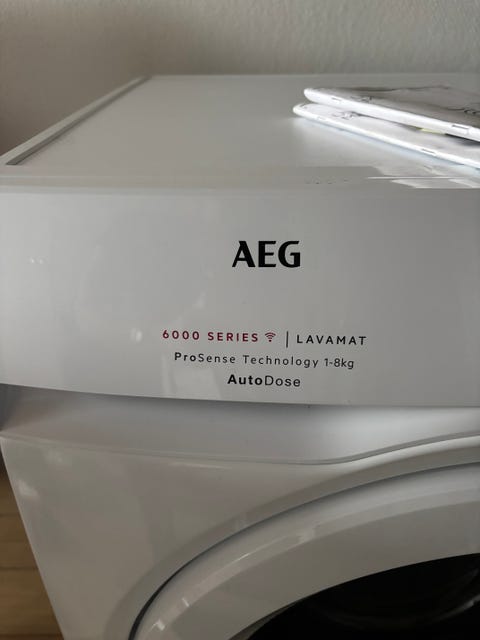 AEG
6000 SERIES | LAVAMAT
ProSense Technology 1-8kg
AutoDose